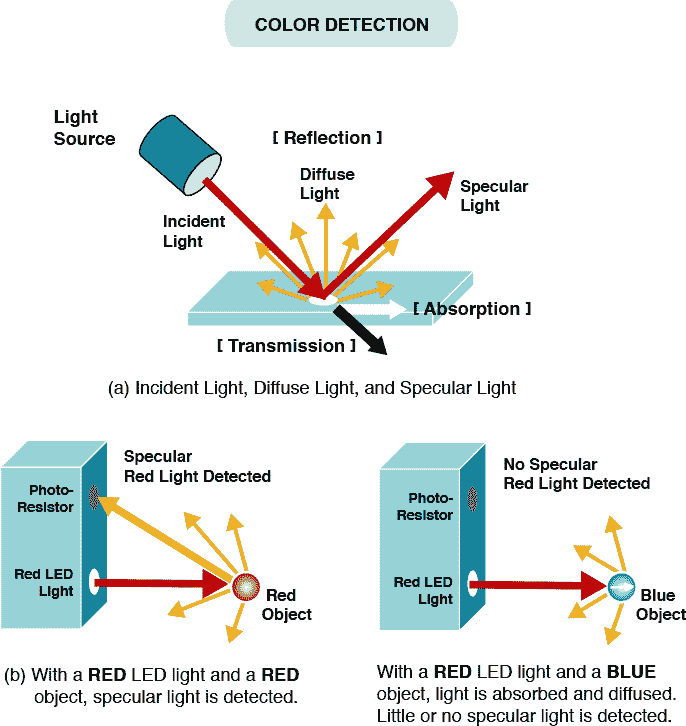 COLOR DETECTION
Light
Source
[ Reflection ]
Diffuse
Light
Specular
Light
Incident
Light
[ Absorption ]
[ Transmission ]
(a) Incident Light, Diffuse Light, and Specular Light
Specular
Red Light Detected
Photo-
Resistor
Red LED
Light
Red
Object
(b) With a RED LED light and a RED
object, specular light is detected.
No Specular
Red Light Detected
Photo-
Resistor
Red LED
Light
Blue
Object
With a RED LED light and a BLUE
object, light is absorbed and diffused.
Little or no specular light is detected.